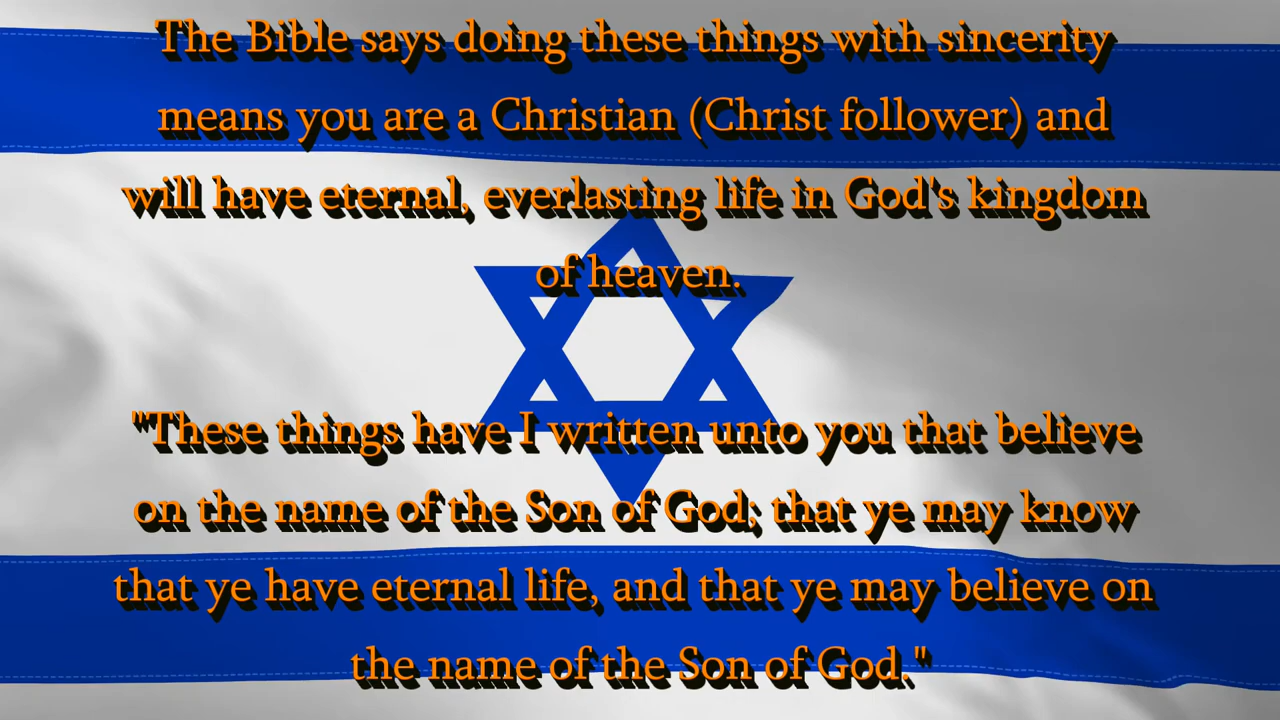 The Bible says doing these things with sincerity
means you are a Christian (Christ follower) and
will have eternal, everlasting life in God's kingdom
of heaven.
"These things have I written unto you that believe
on the name of the Son of God; that ye may know
that ye have eternal life, and that ye may believe on
the name of the Son of God."